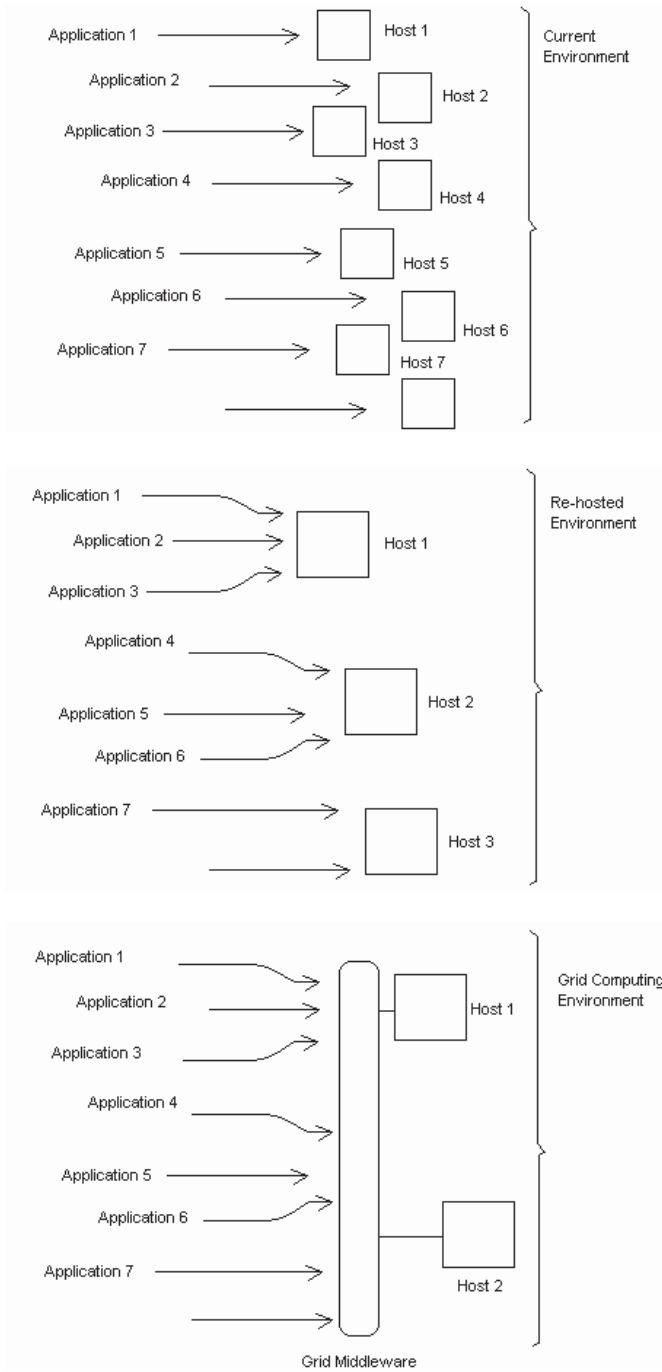 Application 1
Host 1
Current
Environment
Application 2
Host 2
Application 3
Host 3
Application 4
Host 4
Application 5
Host 5
Application 6
Host 6
Application 7
Host 7
Application 1
Re-hosted
Environment
Application 2
Host 1
Application 3
Application 4
Host 2
Application 5
Application 6
Application 7
Host 3
Application 1
Grid Computing
Environment
Application 2
Host 1
Application 3
Application 4
Application 5
Application 6
Application 7
Host 2
Grid Middleware